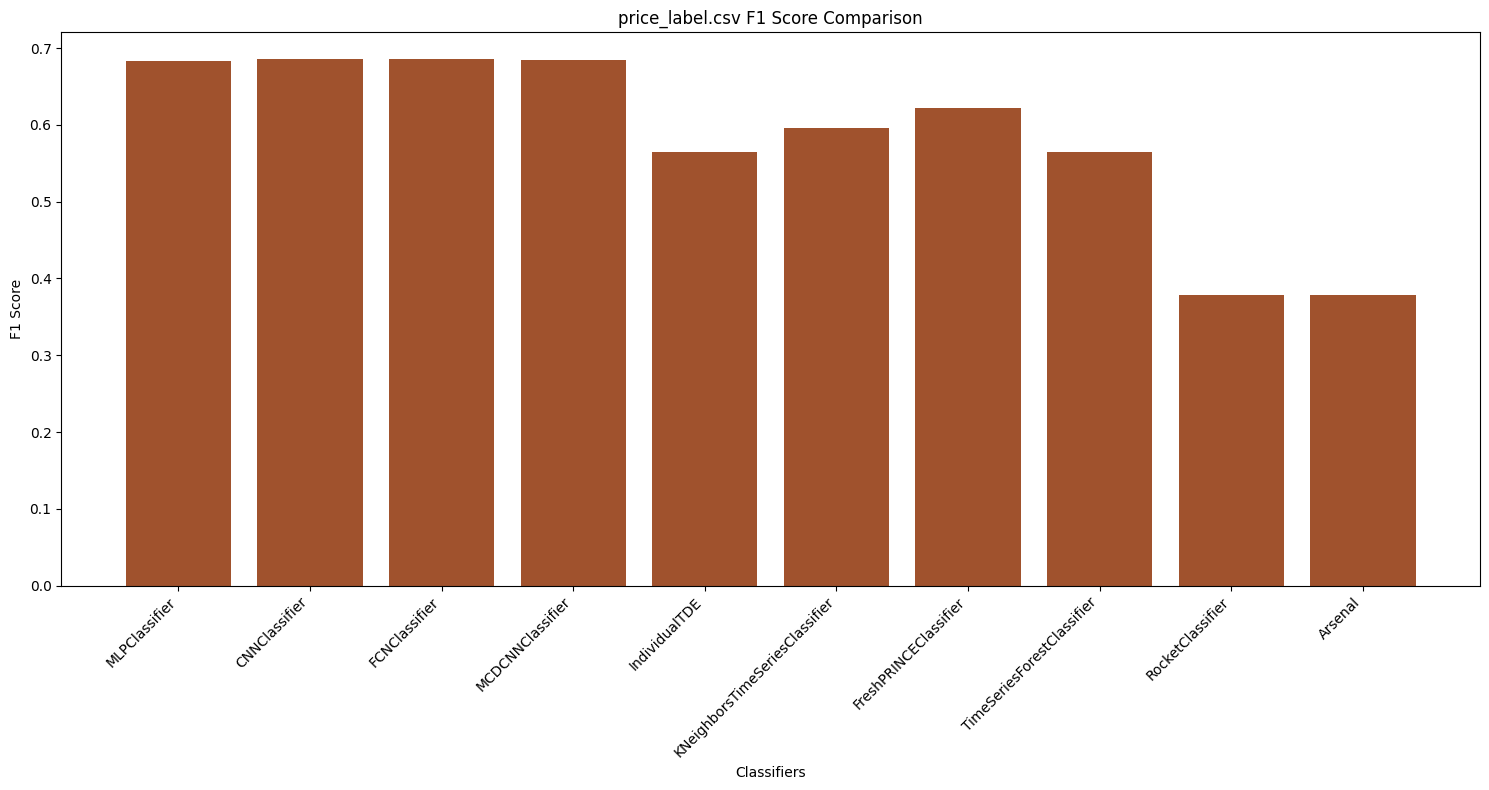 price_label.csv F1 Score Comparison
F1 Score
0.7
0.6
0.5
0.4
0.3
0.2
0.1
0.0
MLPClassifier
CNNClassifier
FCNClassifier
MCDCNNClassifier
IndividualTDE
KNeighborsTimeSeriesClassifier
FreshPRINCEClassifier
TimeSeriesForestClassifier
RocketClassifier
Arsenal
Classifiers